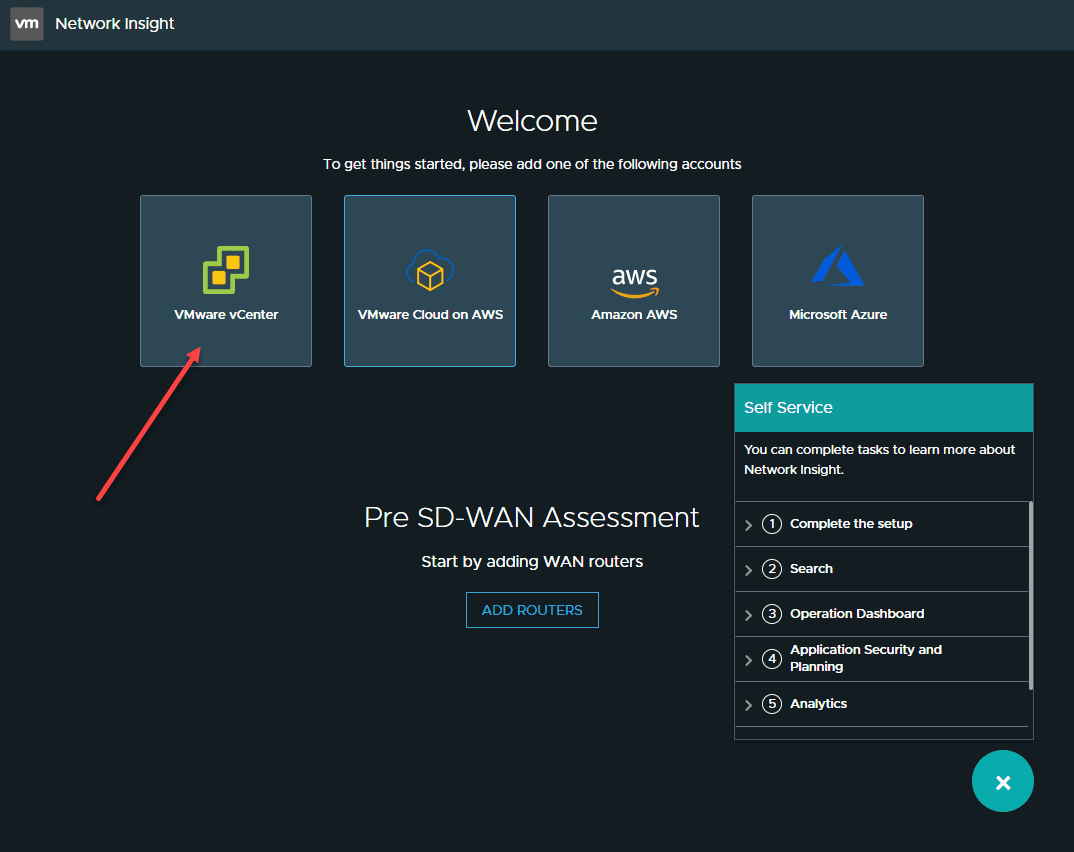 vm Network Insight
Welcome
To get things started, please add one of the following accounts
VMware vCenter
VMware Cloud on AWS
aws
Amazon AWS
Microsoft Azure
Pre SD-WAN Assessment
Start by adding WAN routers
ADD ROUTERS
Self Service
You can complete tasks to learn more about
Network Insight.
1 Complete the setup
2 Search
3 Operation Dashboard
4 Application Security and
Planning
5 Analytics